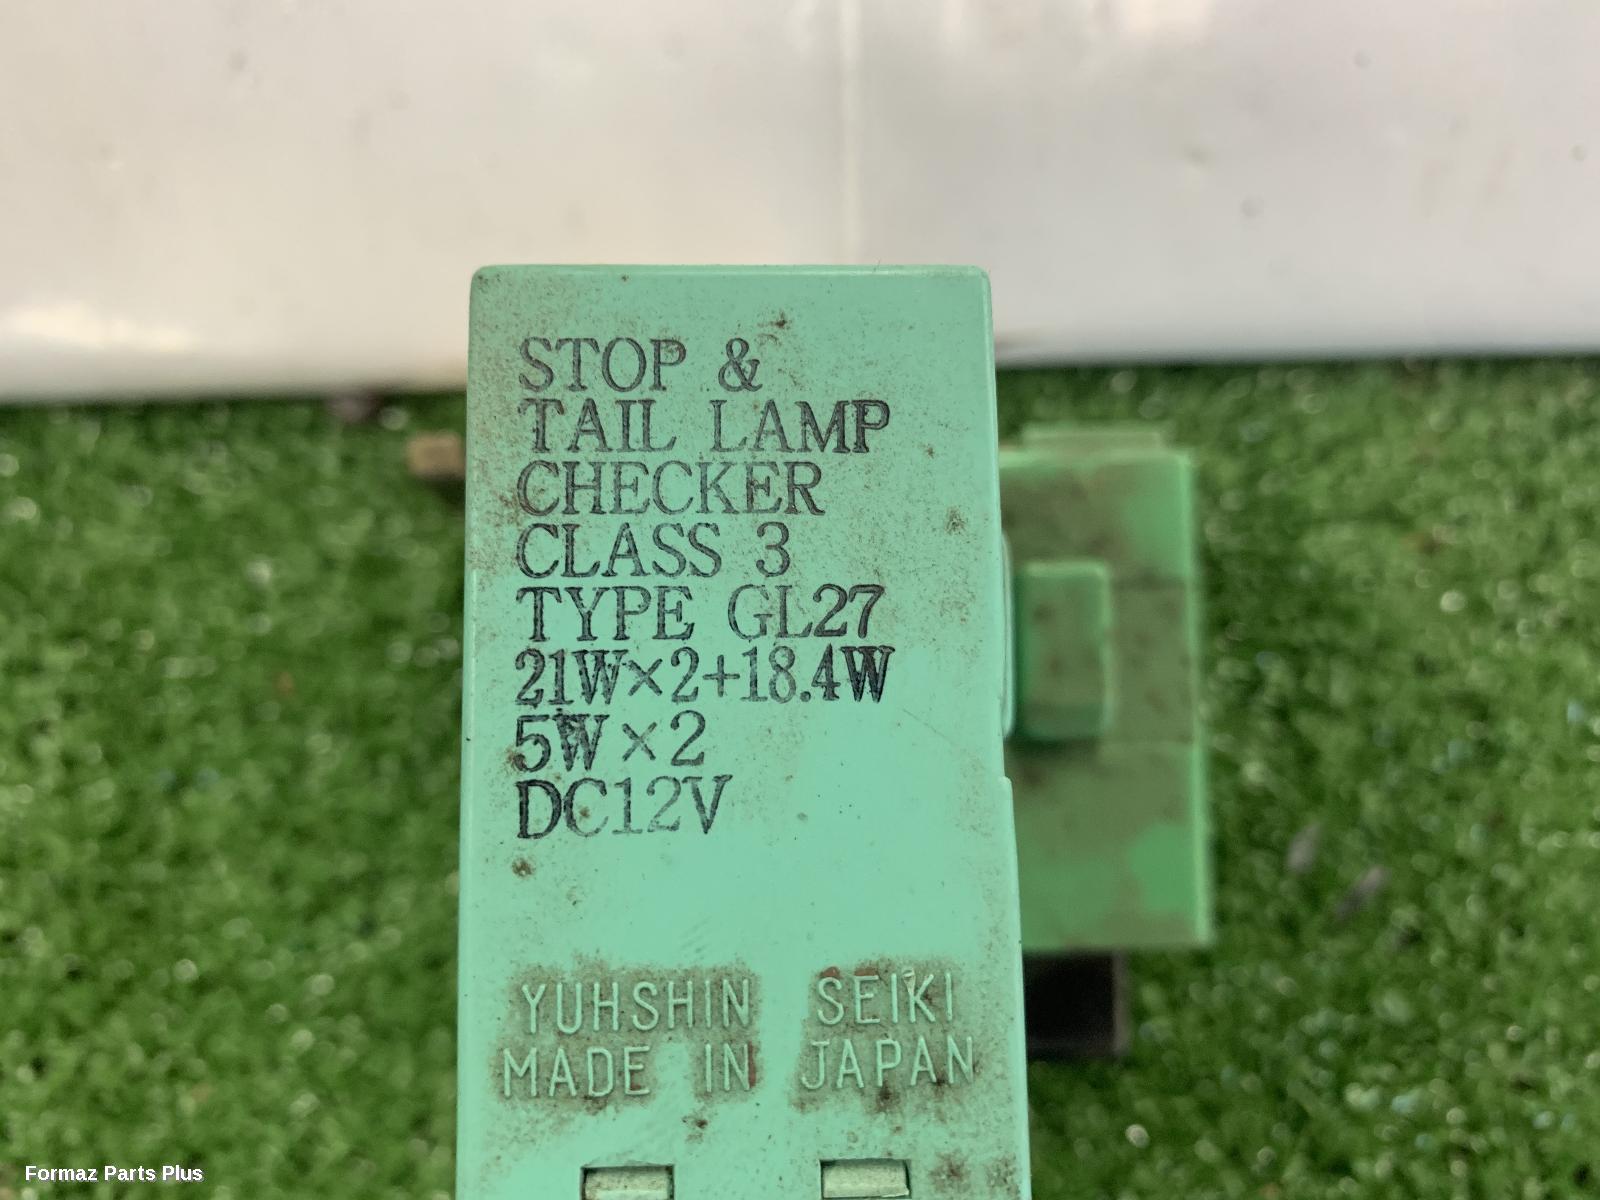 STOP &
TAIL LAMP
CHECKER
CLASS 3
TYPE GL27
21W×2+18.4W
5W×2
DC12V
YUHSHIN SEIKI
MADE IN JAPAN
Formaz Parts Plus